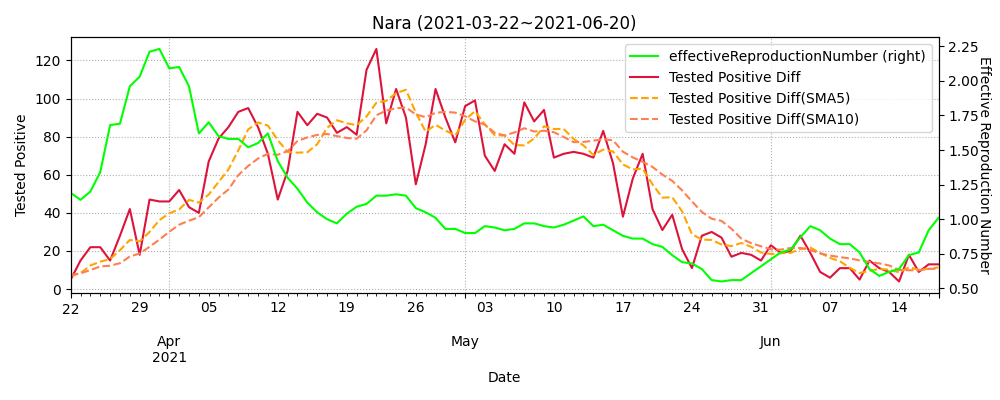 Nara (2021-03-22~2021-06-20)
effectiveReproductionNumber (right)
Tested Positive Diff
Tested Positive Diff(SMA5)
Tested Positive Diff(SMA10)
Tested Positive
120
100
80
60
40
20
0
2.25
2.00
1.75
1.50
1.25
1.00
0.75
0.50
Effective Reproduction Number
22 29 05 12 19 26 03 10 17 24 31 07 14
Apr May Jun
2021
Date